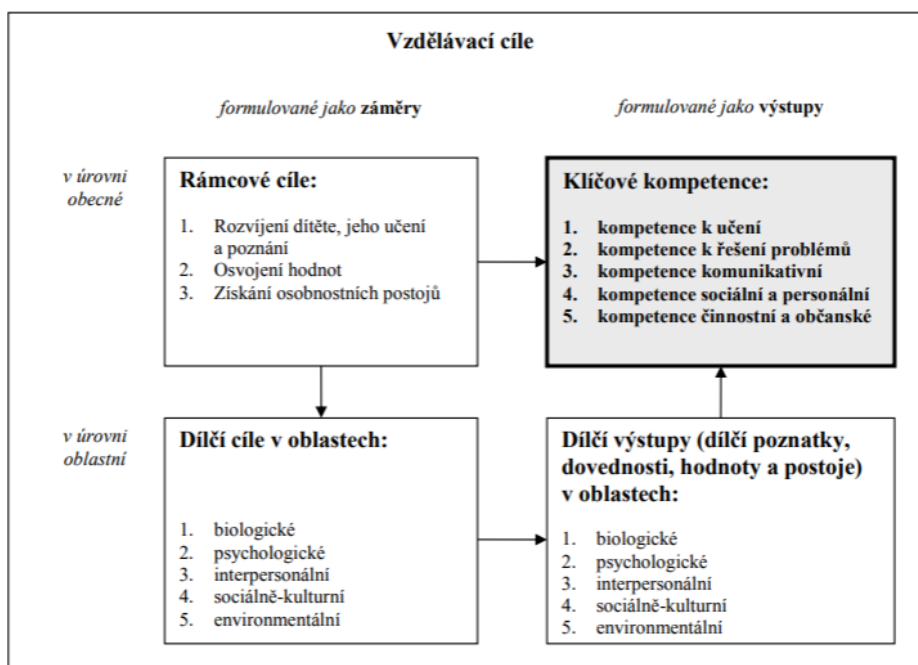 Vzdělávací cíle
formulované jako záměry
formulované jako výstupy
v úrovni
obecné
Rámcové cíle:
1. Rozvíjení dítěte, jeho učení
a poznání
2. Osvojení hodnot
3. Získání osobnostních postojů
Klíčové kompetence:
1. kompetence k učení
2. kompetence k řešení problémů
3. kompetence komunikativní
4. kompetence sociální a personální
5. kompetence činnostní a občanské
v úrovni
oblastní
Dílčí cíle v oblastech:
1. biologické
2. psychologické
3. interpersonální
4. sociálně-kulturní
5. environmentální
Dílčí výstupy (dílčí poznatky,
dovednosti, hodnoty a postoje)
v oblastech:
1. biologické
2. psychologické
3. interpersonální
4. sociálně-kulturní
5. environmentální